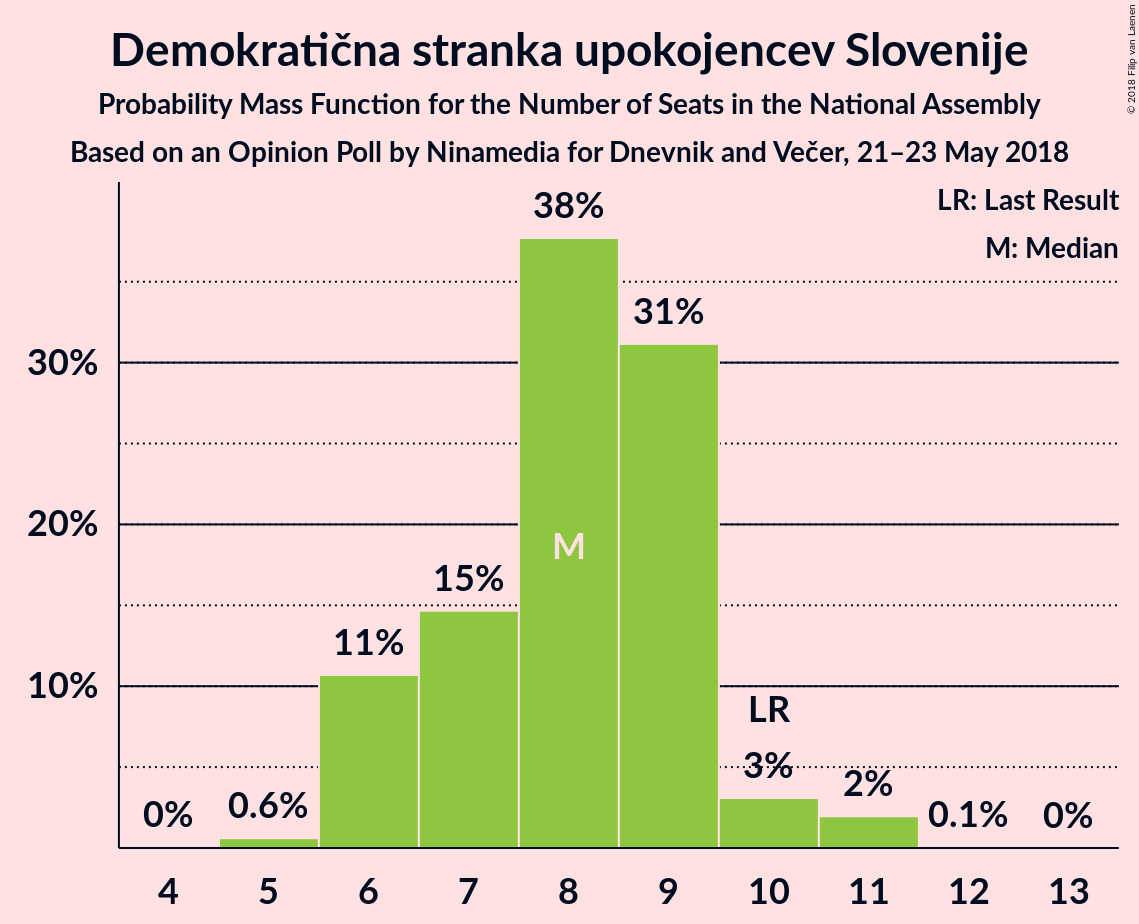 Demokratična stranka upokojencev Slovenije
Probability Mass Function for the Number of Seats in the National Assembly
Based on an Opinion Poll by Ninamedia for Dnevnik and Večer, 21–23 May 2018
© 2018 Filip van Laenen
LR: Last Result
M: Median
38%
31%
30%
20%
M
15%
11%
10%
LR
3%
2%
0.6%
0%
0.1%
0%
4 5 6 7 8 9 10 11 12 13